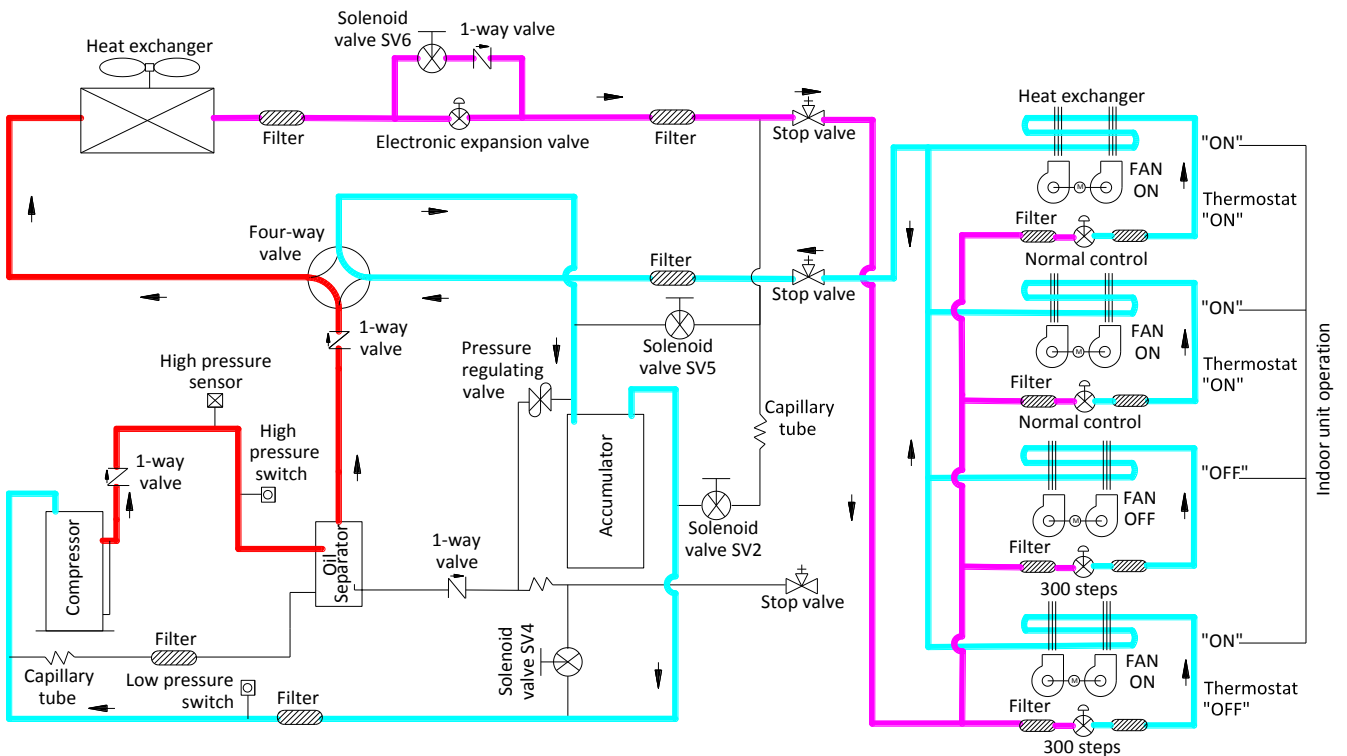 Solenoid
valve SV6
1-way valve
Heat exchanger
Filter
Electronic expansion valve
Filter
Stop valve
Heat exchanger
"ON"
FAN
ON
Thermostat
"ON"
Filter
M
Normal control
Four-way
valve
Filter
Stop valve
"ON"
FAN
ON
Thermostat
"ON"
Filter
M
Normal control
1-way
valve
Solenoid
valve SV5
High pressure
sensor
Pressure
regulating
valve
Capillary
tube
High
pressure
switch
1-way
valve
Accumulator
Solenoid
valve SV2
"OFF"
FAN
OFF
Filter
M
300 steps
Indoor unit operation
Compressor
Oil
Separator
1-way
valve
Stop valve
Filter
Capillary
tube
Low pressure
switch
Filter
Solenoid
valve SV4
"ON"
FAN
ON
Thermostat
"OFF"
Filter
M
300 steps